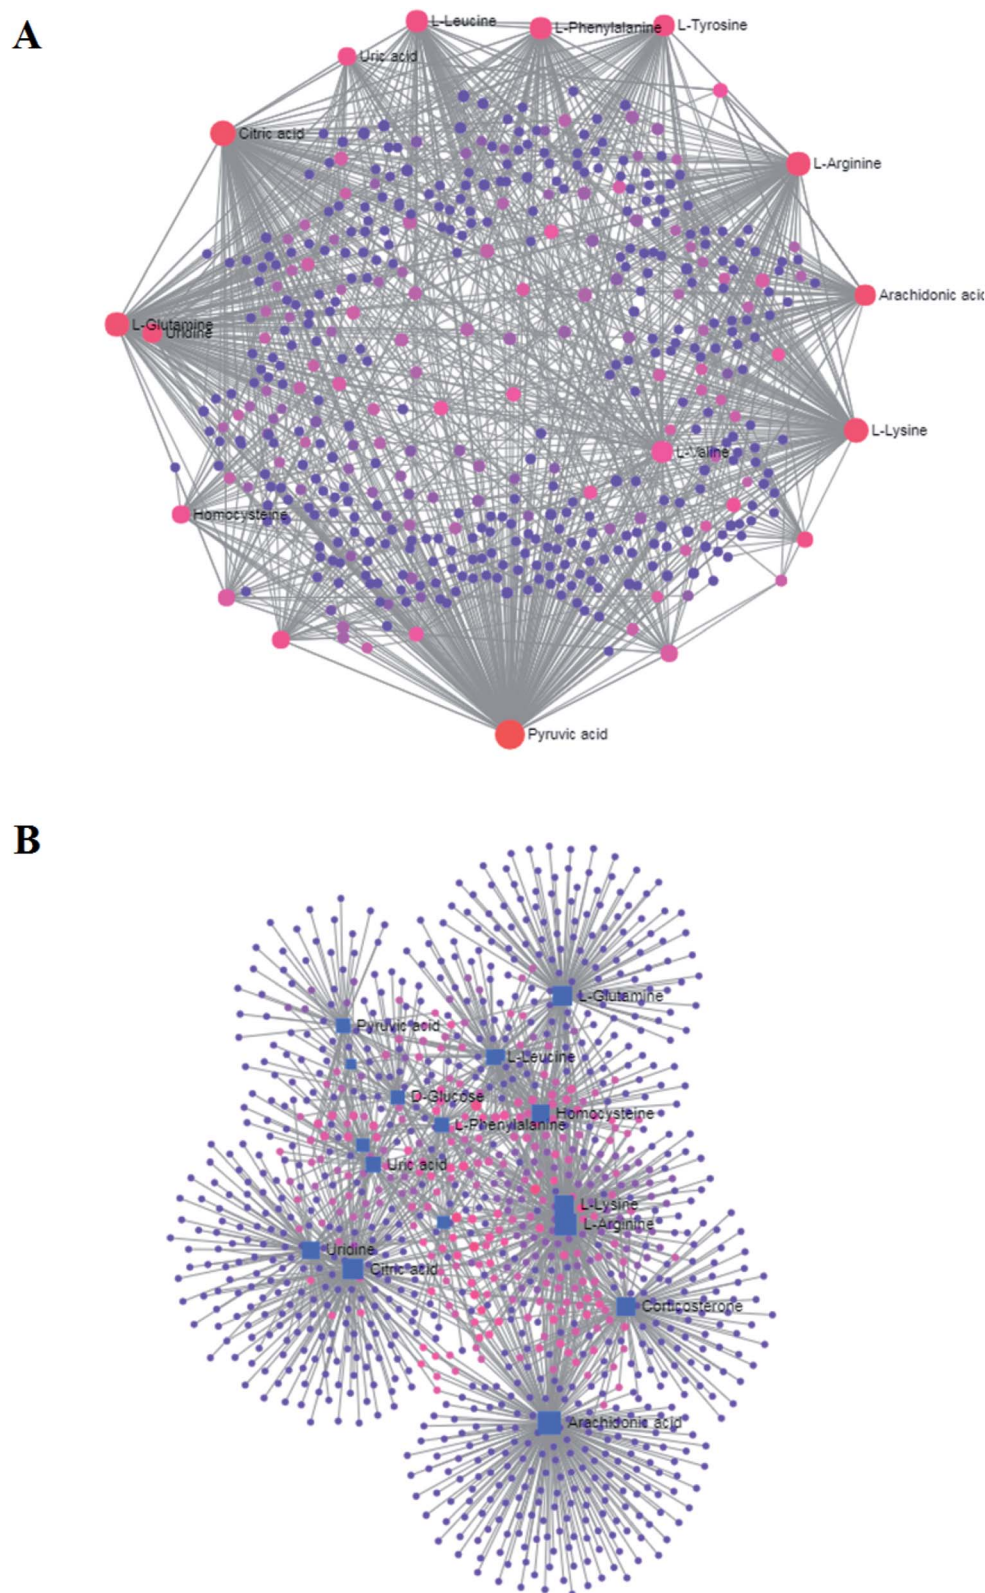 A
L-Leucine
L-Phenylalanine
L-Tyrosine
Uric acid
Citric acid
L-Arginine
Arachidonic acid
L-Glutamine
Uridine
L-Lysine
L-Valine
Homocysteine
Pyruvic acid
B
L-Glutamine
Pyruvic acid
L-Leucine
D-Glucose
Homocysteine
L-Phenylalanine
Uric acid
L-Lysine
L-Arginine
Uridine
Citric acid
Corticosterone
Arachidonic acid